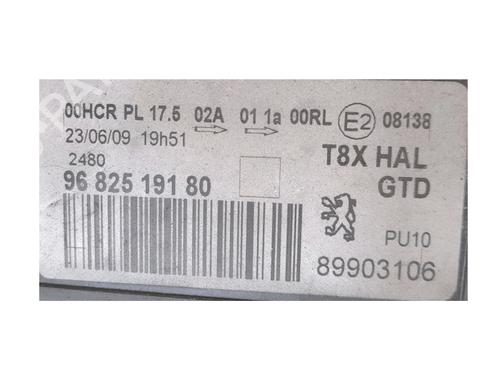 00HCR PL 17.5 02A 01 1a 00RL E2 08138
23/06/09 19h51 T8X HAL
2480
96 825 191 80 GTD
PU10
89903106